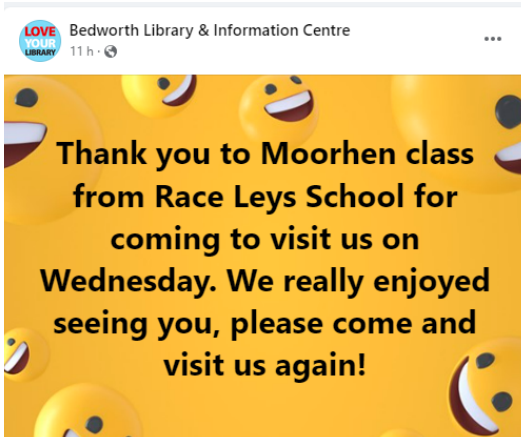 LOVE
YOUR
LIBRARY
Bedworth Library & Information Centre
11 h ·
Thank you to Moorhen class
from Race Leys School for
coming to visit us on
Wednesday. We really enjoyed
seeing you, please come and
visit us again!